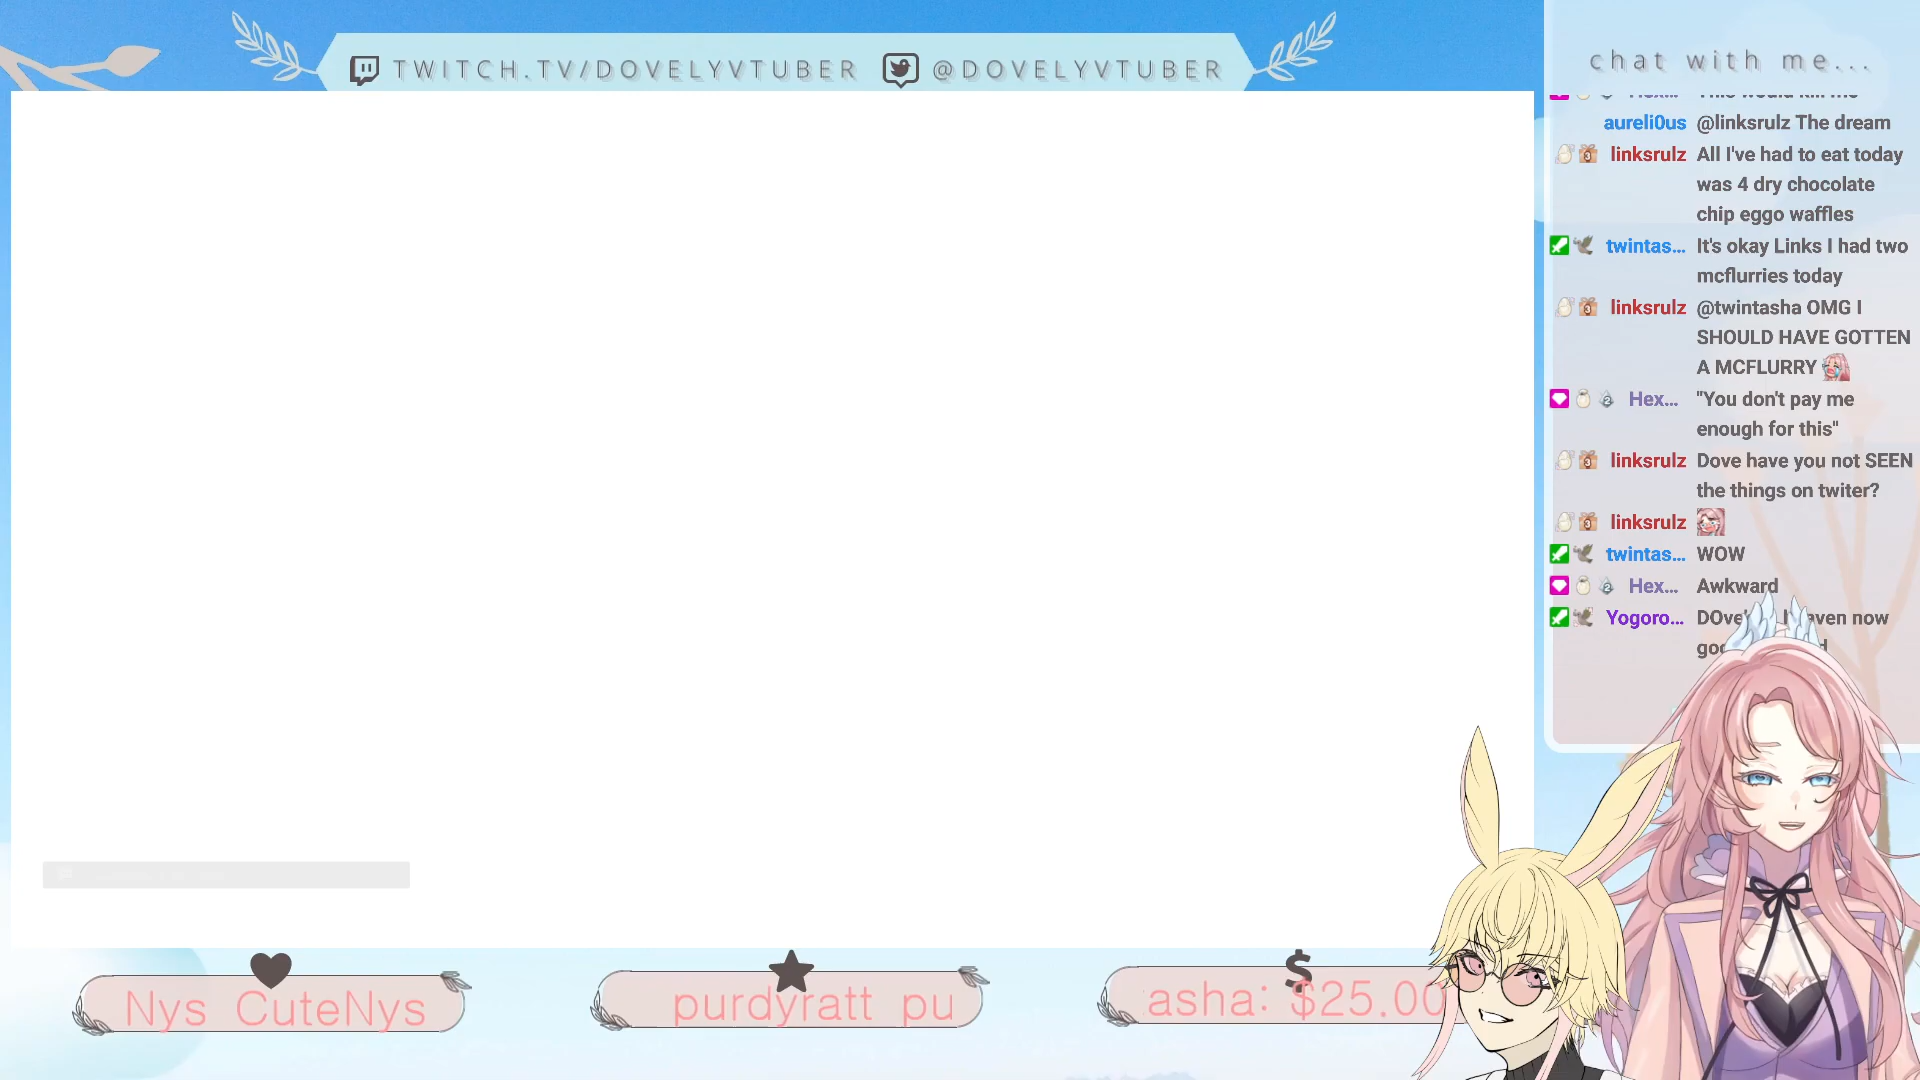 TWITCH.TV/DOVELYVTUBER @DOVELYVTUBER
chat with me...
aureli0us @linksrulz The dream
linksrulz All I've had to eat today
was 4 dry chocolate
chip eggo waffles
twintas... It's okay Links I had two
mcflurries today
linksrulz @twintasha OMG I
SHOULD HAVE GOTTEN
A MCFLURRY
Hex... "You don't pay me
enough for this"
linksrulz Dove have you not SEEN
the things on twiter?
linksrulz
twintas... WOW
Hex... Awkward
Yogoro... now
Nys CuteNys
purdyratt pu
asha: $25.00